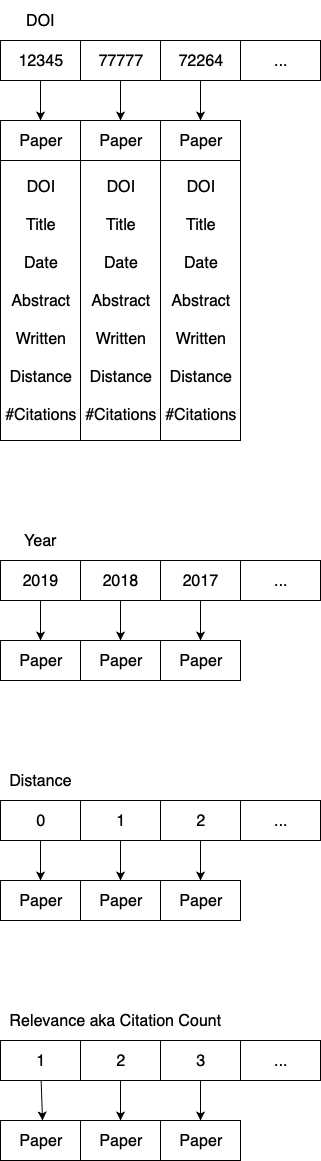 DOI
12345 77777 72264 ...
Paper Paper Paper
DOI DOI DOI
Title Title Title
Date Date Date
Abstract Abstract Abstract
Written Written Written
Distance Distance Distance
#Citations #Citations #Citations
Year
2019 2018 2017 ...
Paper Paper Paper
Distance
0 1 2 ...
Paper Paper Paper
Relevance aka Citation Count
1 2 3 ...
Paper Paper Paper